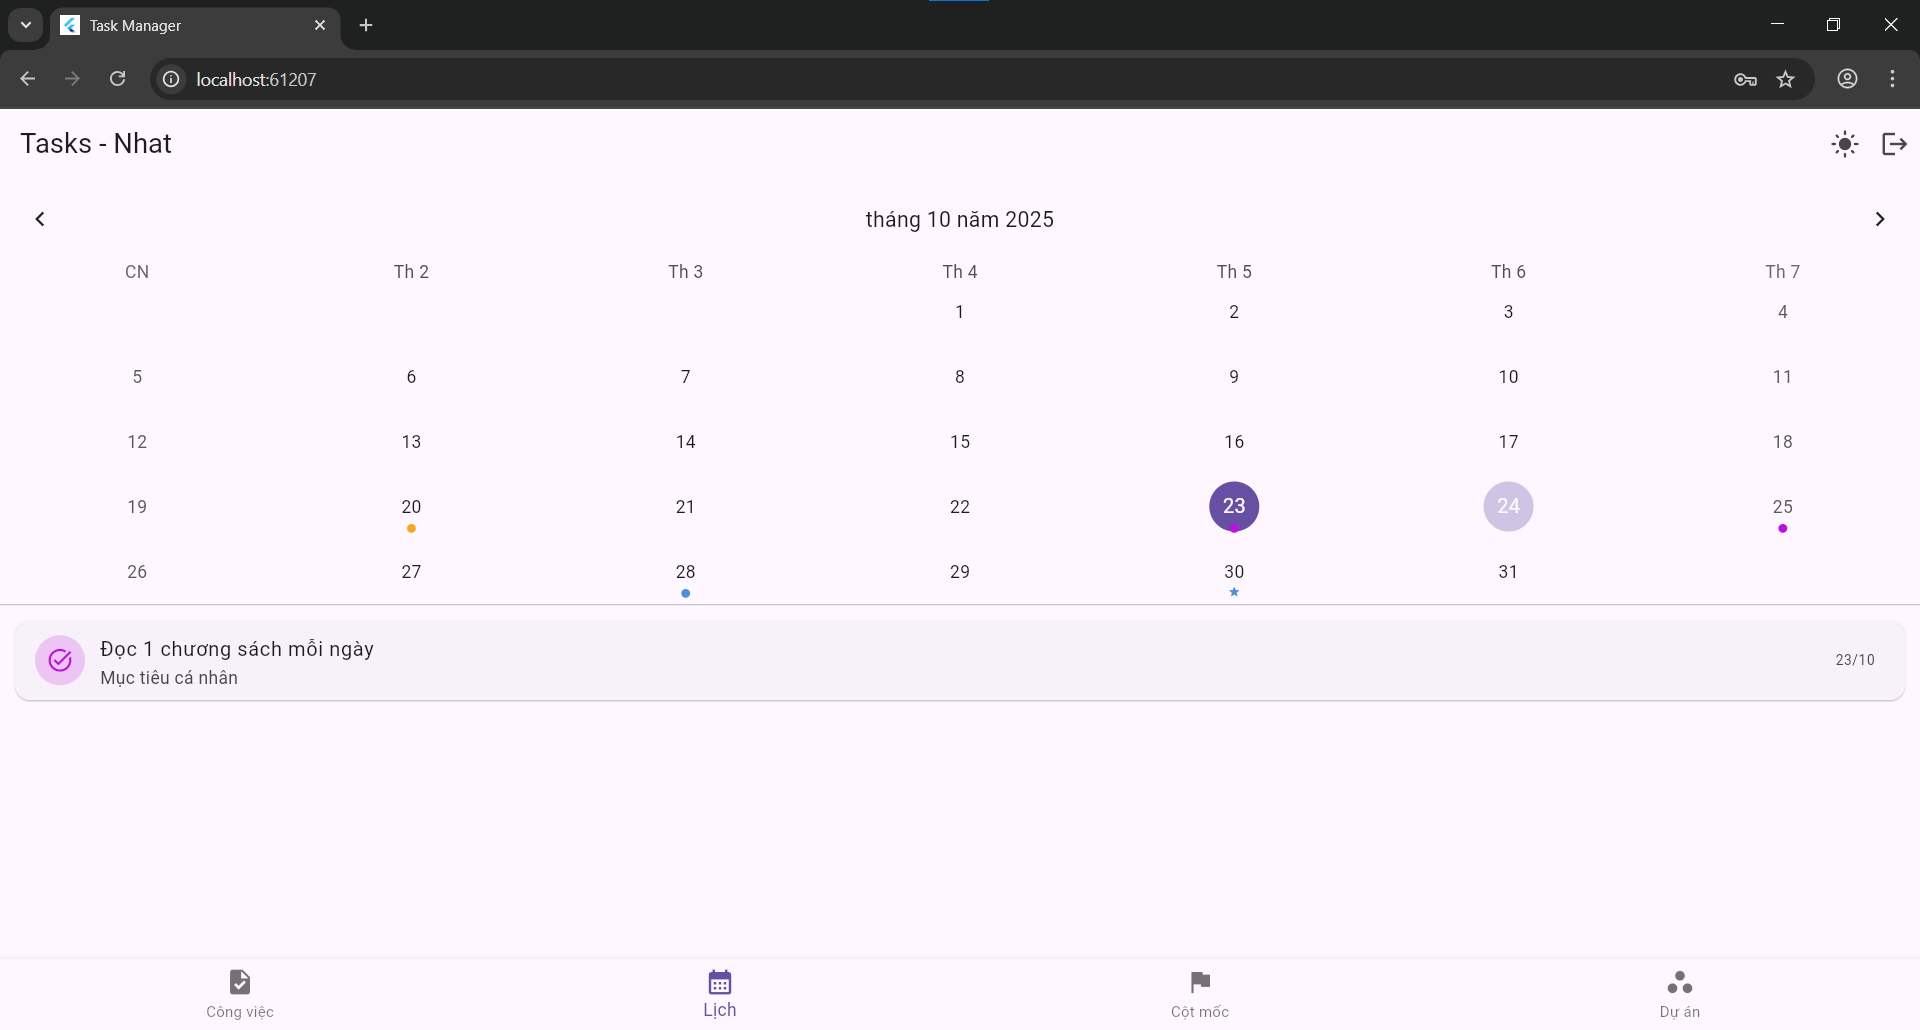 Task Manager
localhost:61207
Tasks - Nhat
tháng 10 năm 2025
CN Th 2 Th 3 Th 4 Th 5 Th 6 Th 7
1 2 3 4
5 6 7 8 9 10 11
12 13 14 15 16 17 18
19 20 21 22 23 24 25
26 27 28 29 30 31
Đọc 1 chương sách mỗi ngày
Mục tiêu cá nhân
23/10
Công việc Lịch Cột mốc Dự án